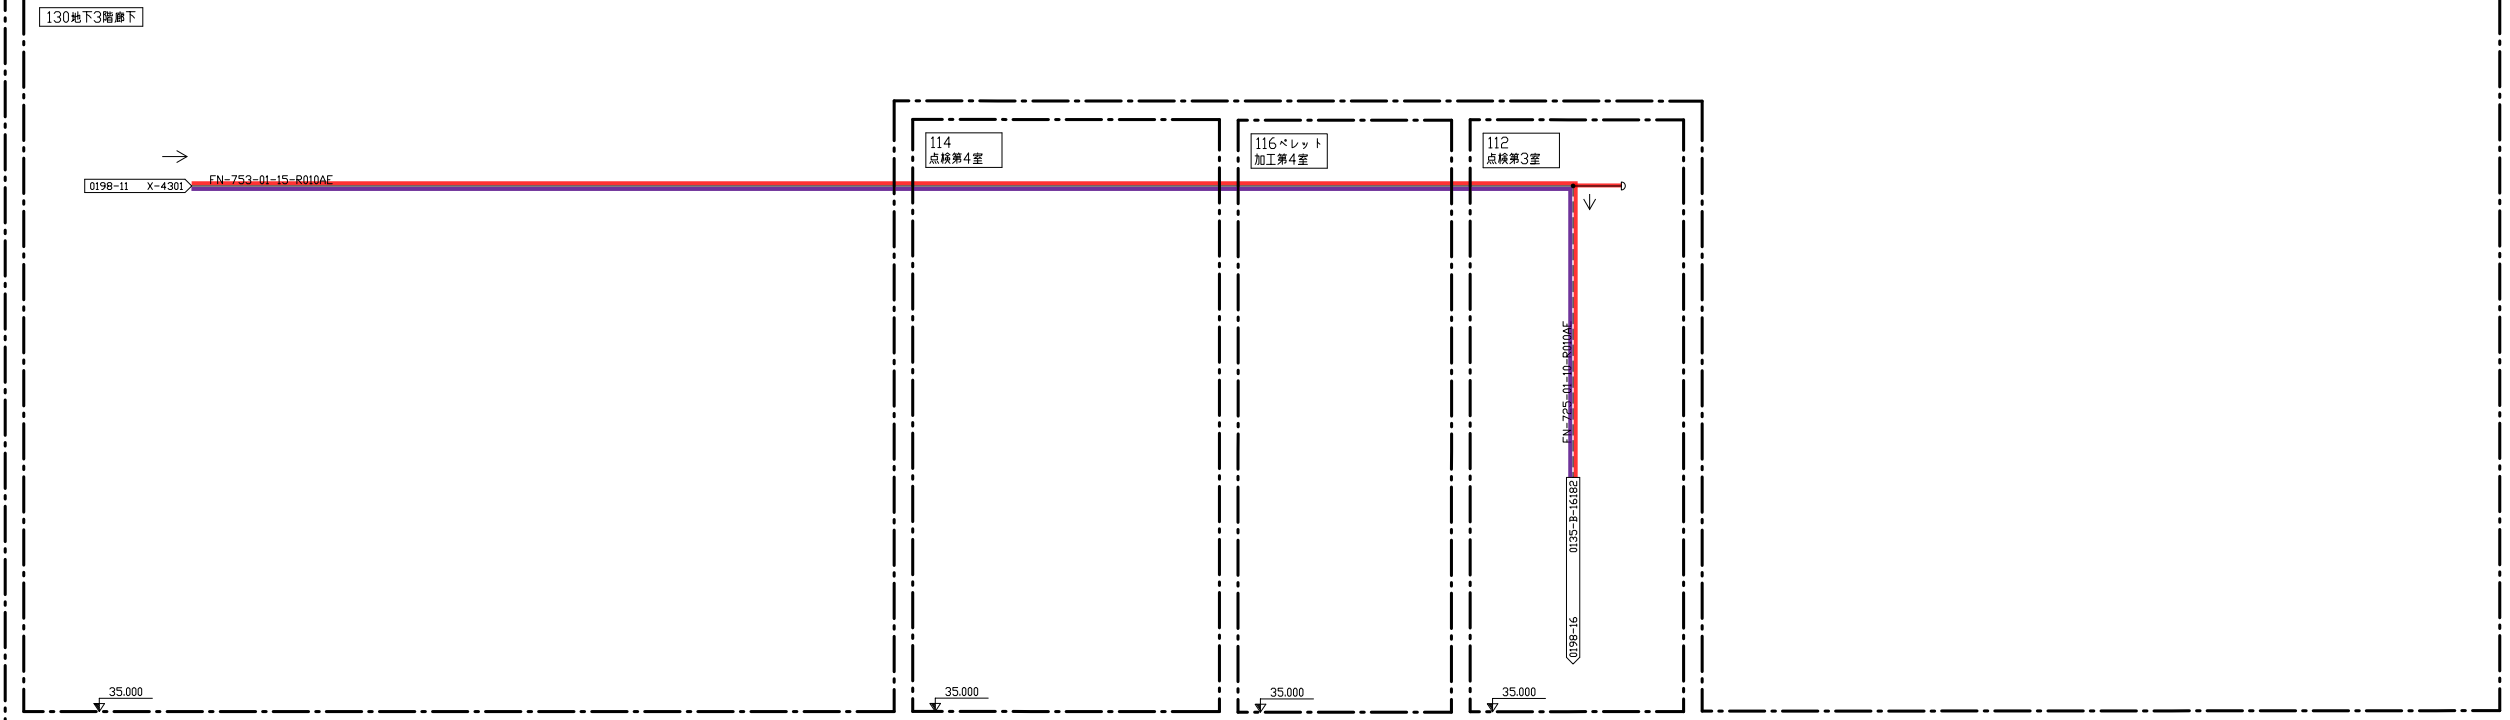 130地下3階廊下
114
点検第4室
116ペレット
加工第4室
112
点検第3室
0198-11 X-4301
FN-753-01-15-R010AE
FN-725-01-10-R010AE
0135-B-16182
0198-16
35.000
35.000
35.000
35.000